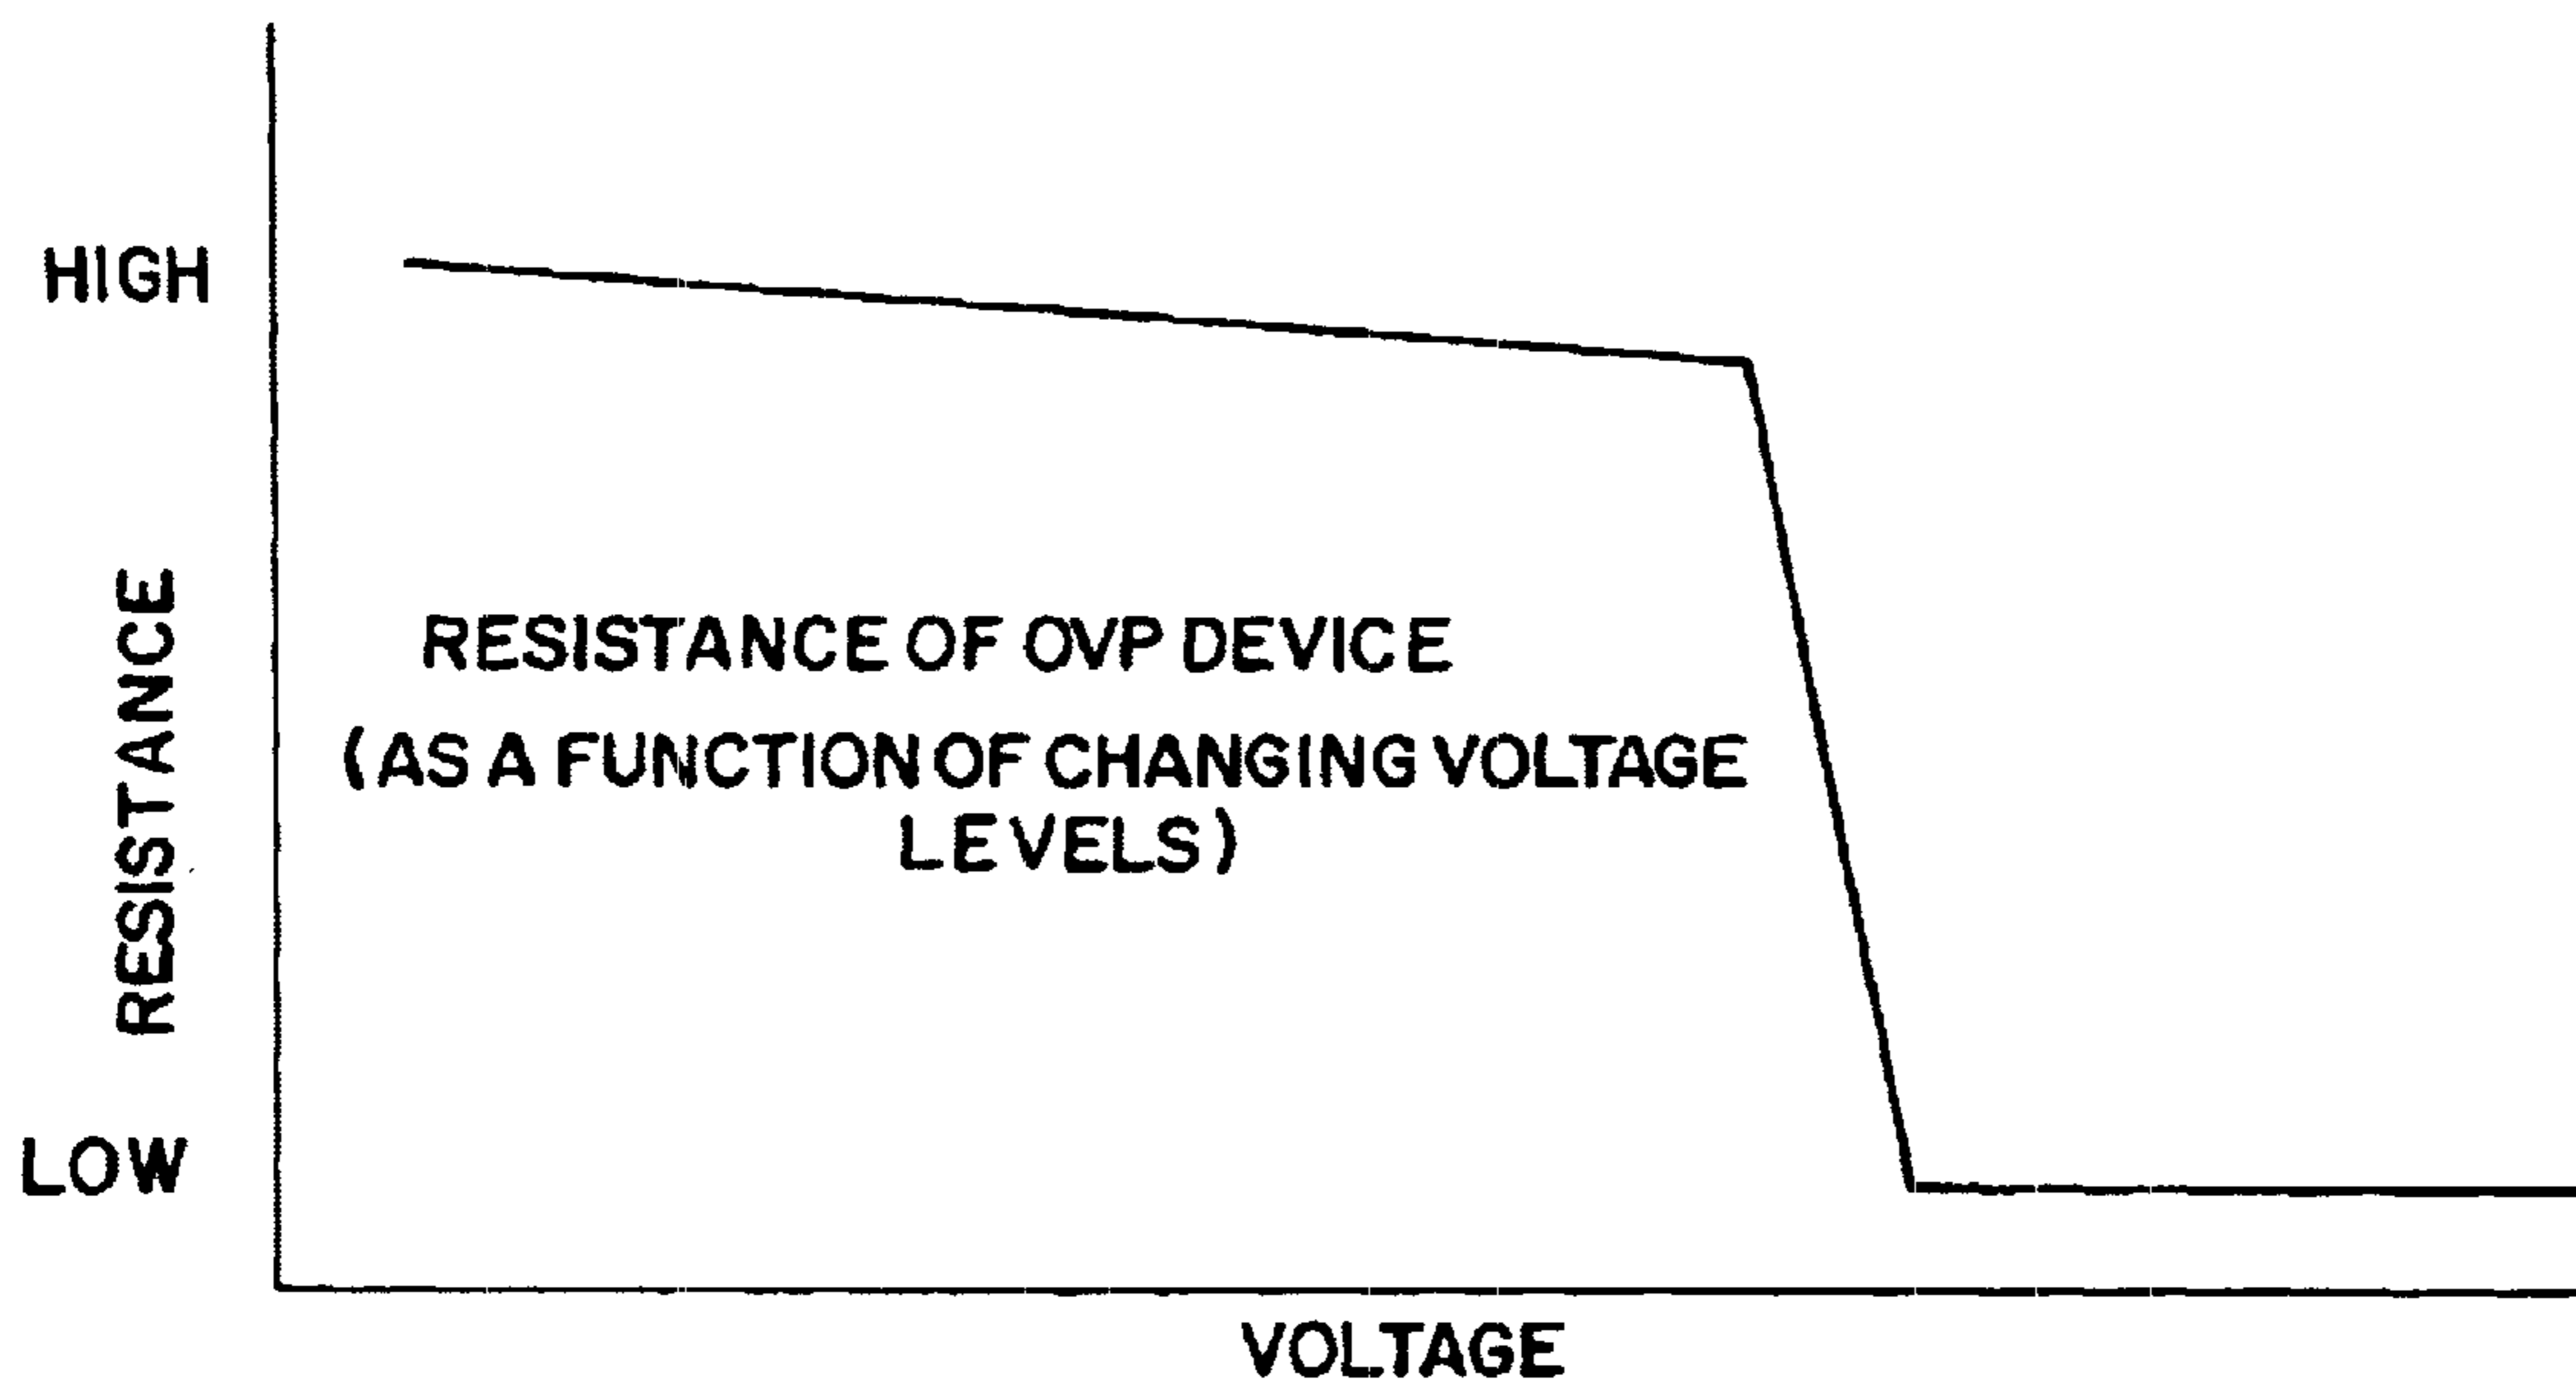 HIGH
RESISTANCE
LOW
RESISTANCE OF OVP DEVICE
(AS A FUNCTION OF CHANGING VOLTAGE
LEVELS)
VOLTAGE